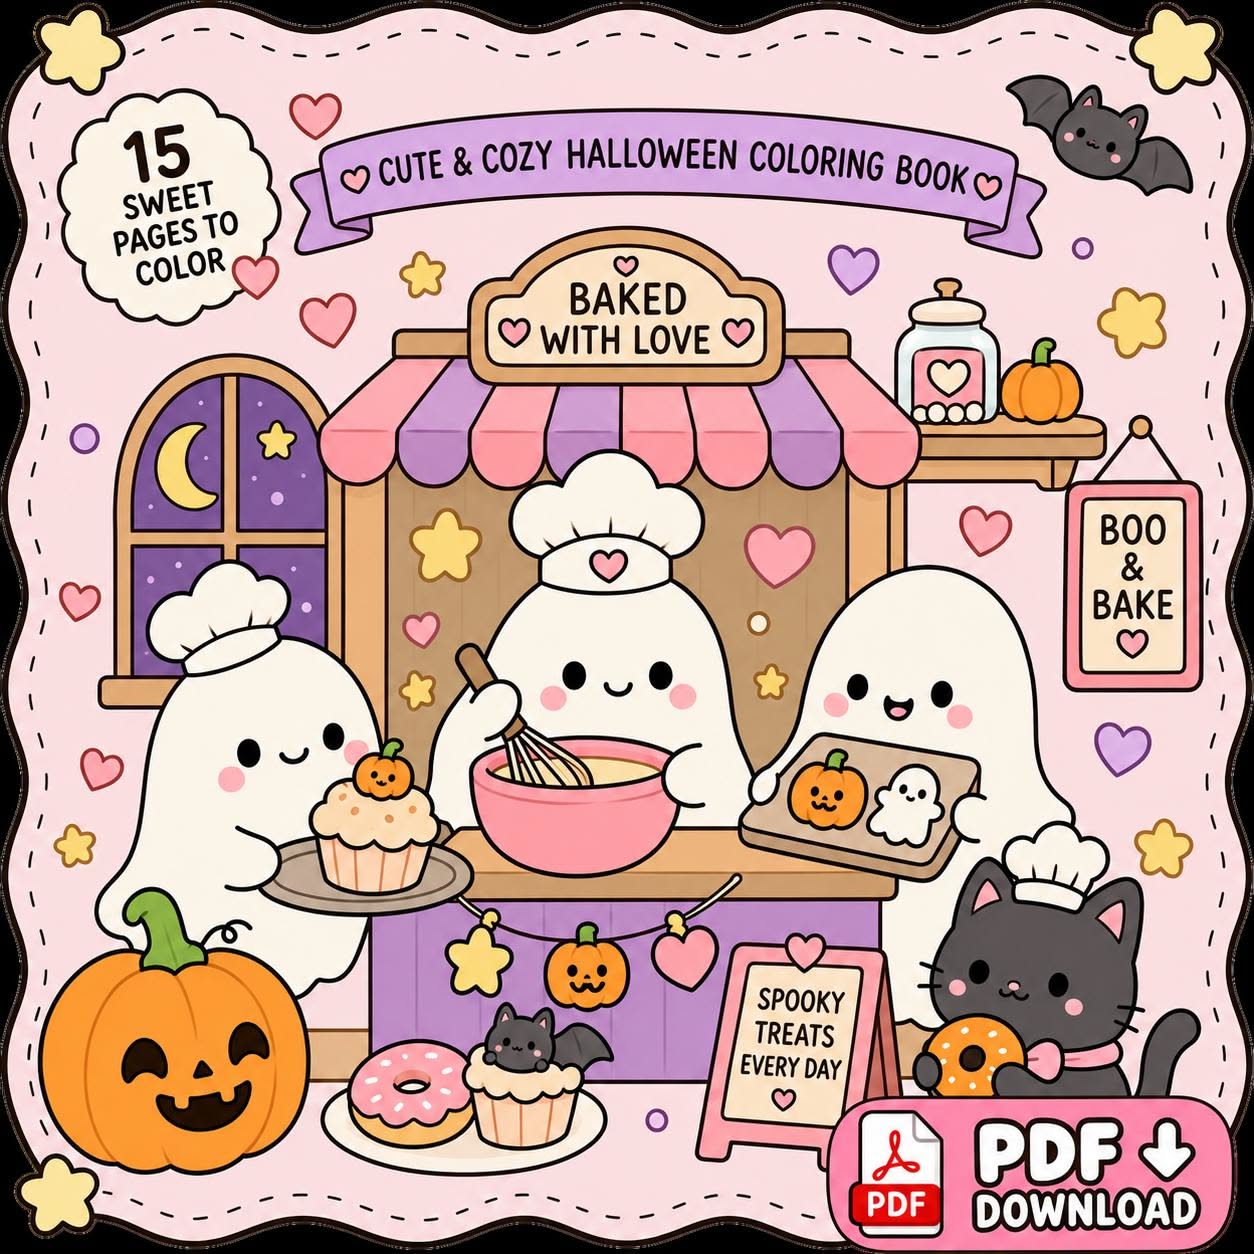 15
SWEET
PAGES TO
COLOR
CUTE & COZY HALLOWEEN COLORING BOOK
BAKED
WITH LOVE
BOO
&
BAKE
SPOOKY
TREATS
EVERY DAY
PDF
PDF
DOWNLOAD